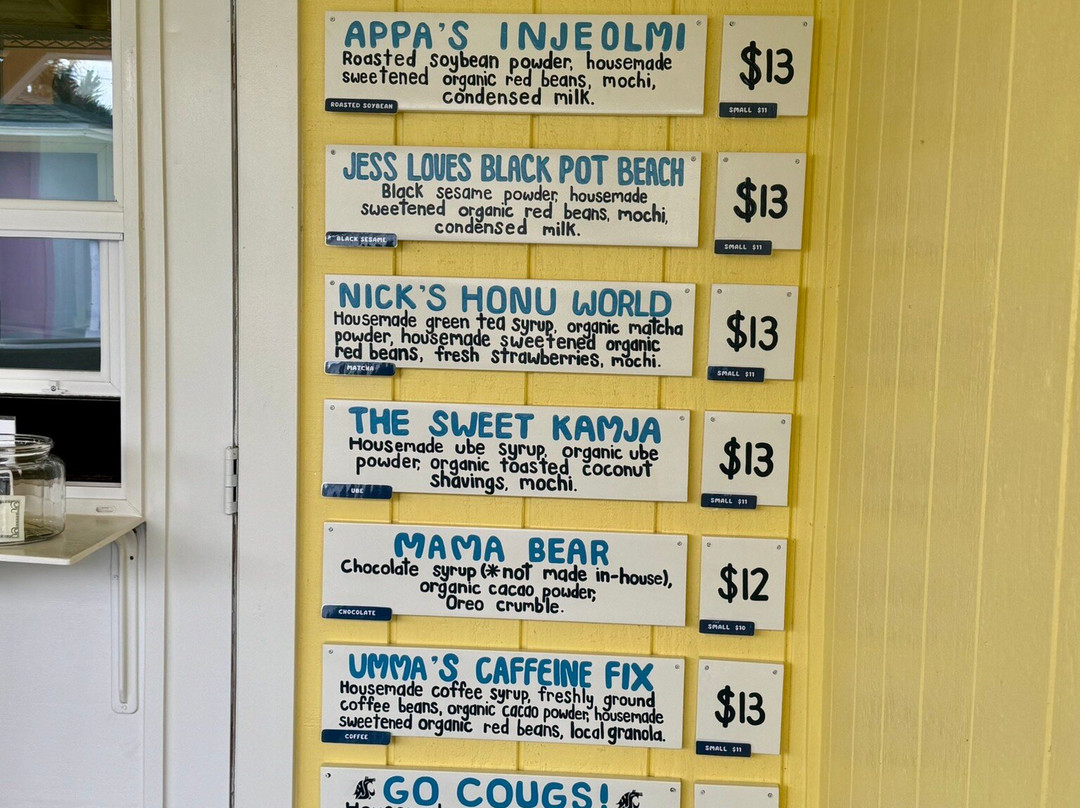 APPA'S INJEOLMI
Roasted soybean powder, housemade
sweetened organic red beans, mochi,
condensed milk.
ROASTED SOYBEAN
$13
SMALL $11
JESS LOVES BLACK POT BEACH
Black sesame powder, housemade
sweetened organic red beans, mochi,
condensed milk.
BLACK SESAME
$13
SMALL $11
NICK'S HONU WORLD
Housemade green tea syrup, organic matcha
powder, housemade sweetened organic
red beans, fresh strawberries, mochi.
MATCHA
$13
SMALL $11
THE SWEET KAMJA
Housemade ube syrup, organic ube
powder, organic toasted coconut
shavings, mochi.
UBE
$13
SMALL $11
MAMA BEAR
Chocolate syrup (*not made in-house),
organic cacao powder,
Oreo crumble.
CHOCOLATE
$12
SMALL $10
UMMA'S CAFFEINE FIX
Housemade coffee syrup, freshly ground
coffee beans, organic cacao powder, housemade
sweetened organic red beans, local granola.
COFFEE
$13
SMALL $11
GO COUGS!